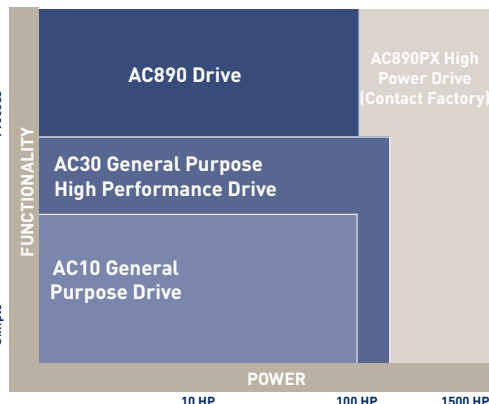 AC890 Drive
AC890PX High
Power Drive
(Contact Factory)
AC30 General Purpose
High Performance Drive
AC10 General
Purpose Drive
FUNCTIONALITY
POWER
10 HP
100 HP
1500 HP